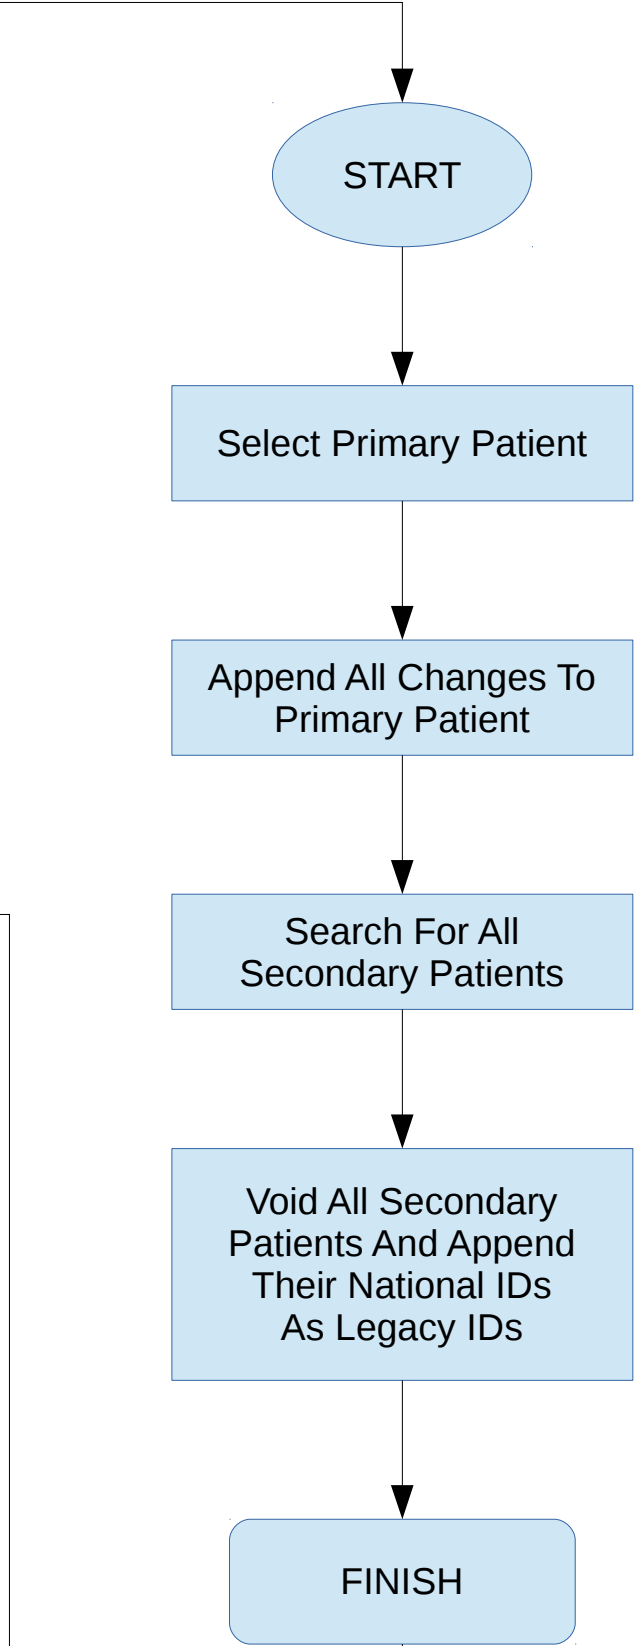 START
Select Primary Patient
Append All Changes To
Primary Patient
Search For All
Secondary Patients
Void All Secondary
Patients And Append
Their National IDs
As Legacy IDs
FINISH